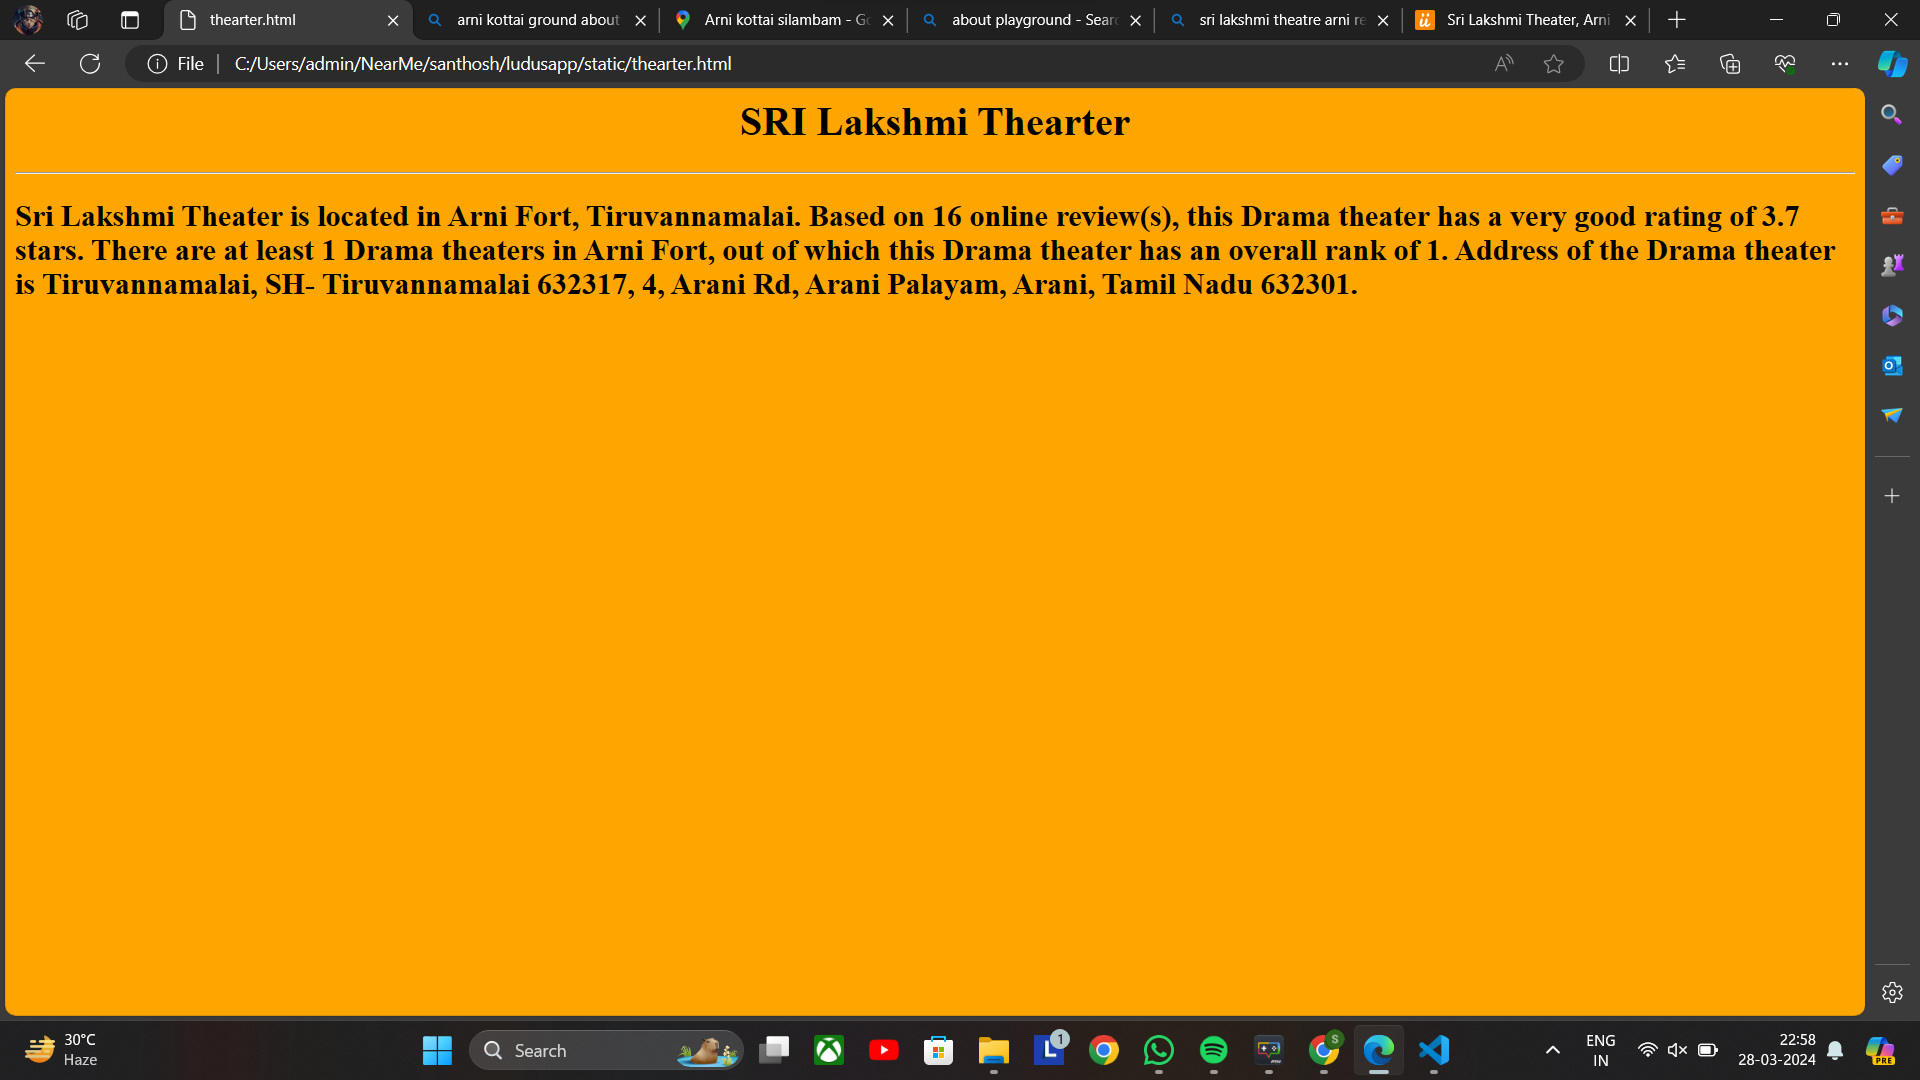 thearter.html
arni kottai ground about
Arni kottai silambam - Go
about playground - Searc
sri lakshmi theatre arni re
Sri Lakshmi Theater, Arni
File
C:/Users/admin/NearMe/santhosh/ludusapp/static/thearter.html
SRI Lakshmi Thearter
Sri Lakshmi Theater is located in Arni Fort, Tiruvannamalai. Based on 16 online review(s), this Drama theater has a very good rating of 3.7
stars. There are at least 1 Drama theaters in Arni Fort, out of which this Drama theater has an overall rank of 1. Address of the Drama theater
is Tiruvannamalai, SH- Tiruvannamalai 632317, 4, Arani Rd, Arani Palayam, Arani, Tamil Nadu 632301.
30°C
Haze
Search
1
S
ENG
IN
22:58
28-03-2024
PRE